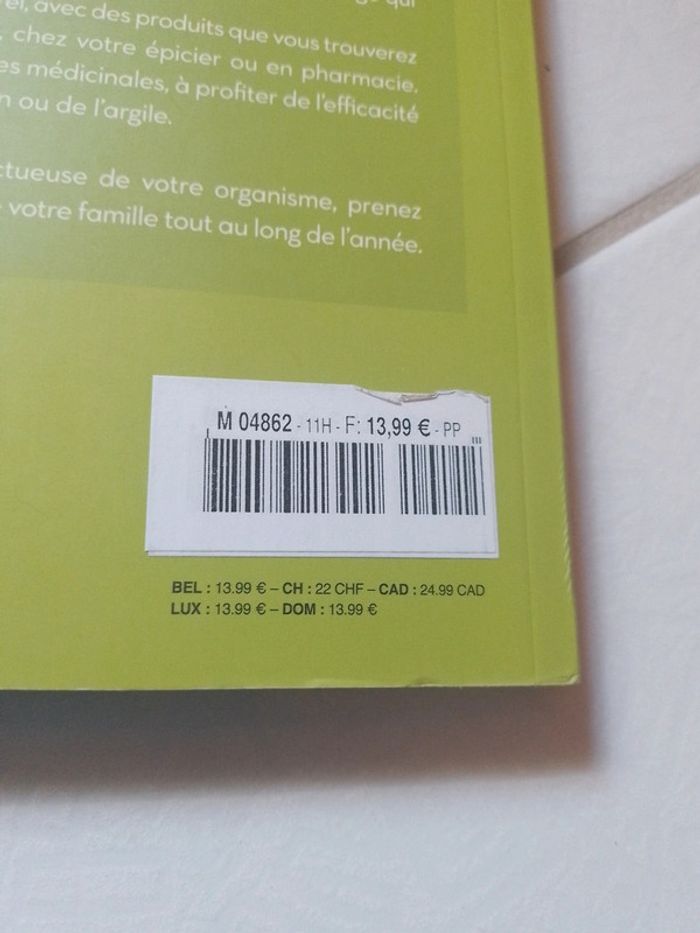 qui
el, avec des produits que vous trouverez
, chez votre épicier ou en pharmacie.
es médicinales, à profiter de l'efficacité
n ou de l'argile.
ctueuse de votre organisme, prenez
votre famille tout au long de l'année.
M 04862 - 11H - F: 13,99 € - PP
BEL : 13.99 € – CH : 22 CHF – CAD : 24.99 CAD
LUX : 13.99 € – DOM : 13.99 €